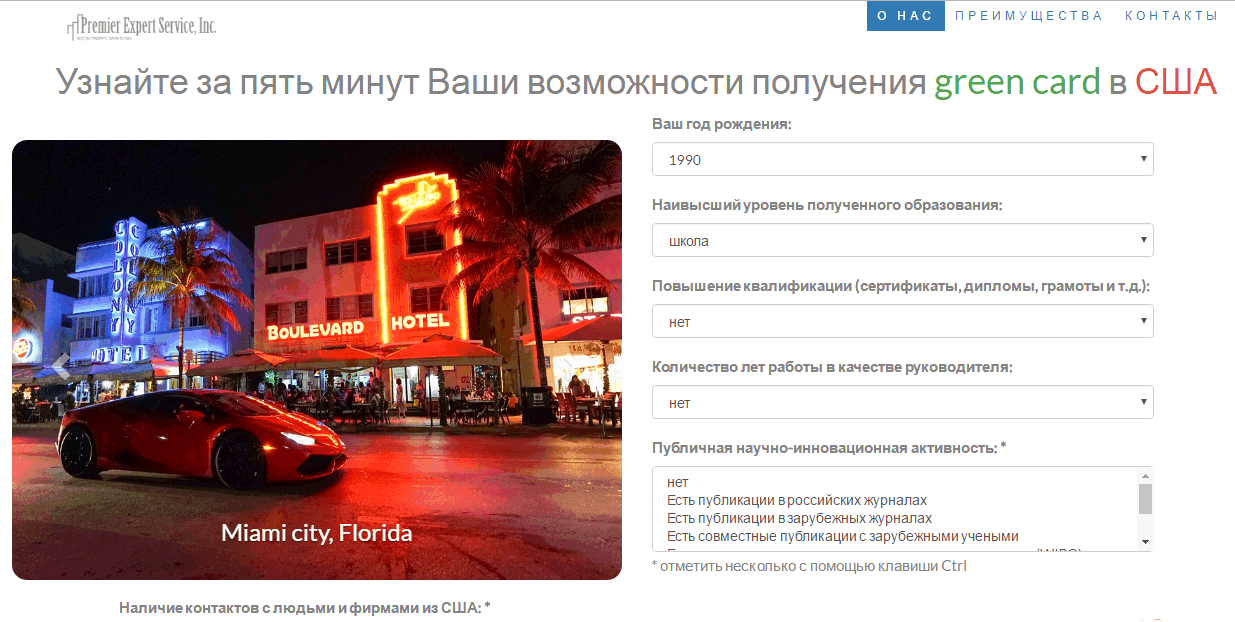 Premier Expert Service, Inc.
О НАС
ПРЕИМУЩЕСТВА
КОНТАКТЫ
Узнайте за пять минут Ваши возможности получения green card в США
COLONY
COLONY
HOTEL
BOULEVARD HOTEL
Miami city, Florida
Ваш год рождения:
1990
Наивысший уровень полученного образования:
школа
Повышение квалификации (сертификаты, дипломы, грамоты и т.д.):
нет
Количество лет работы в качестве руководителя:
нет
Публичная научно-инновационная активность: *
нет
Есть публикации в российских журналах
Есть публикации в зарубежных журналах
Есть совместные публикации с зарубежными учеными
* отметить несколько с помощью клавиши Ctrl
Наличие контактов с людьми и фирмами из США: *